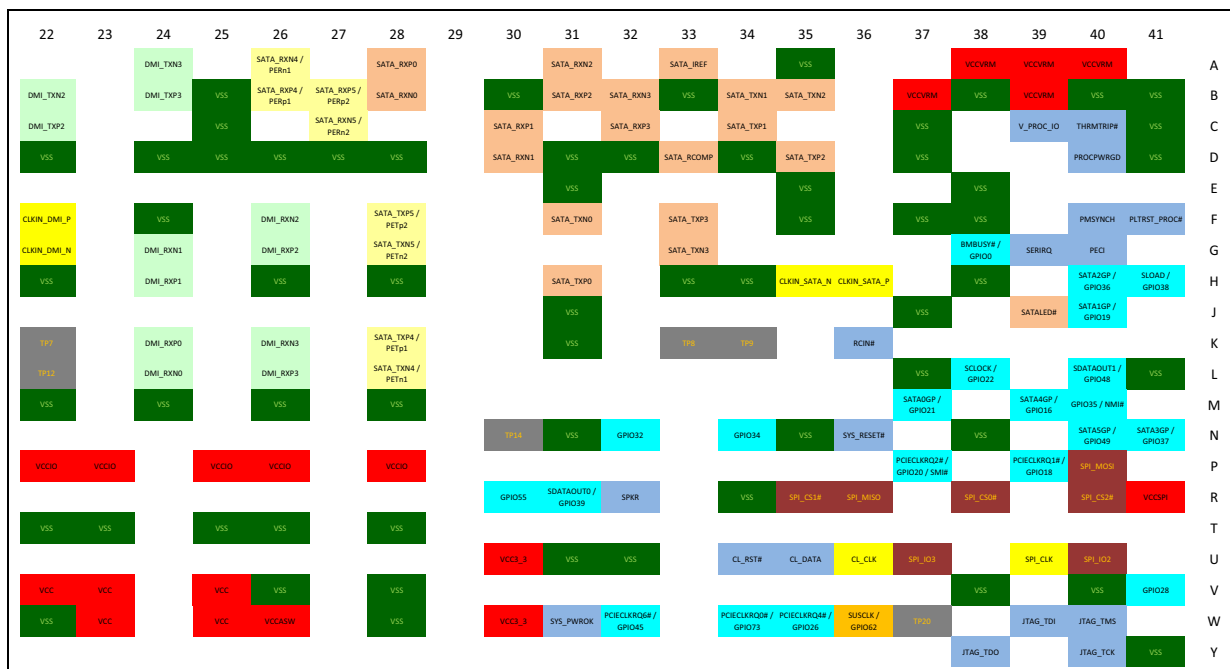 22 23 24 25 26 27 28 29 30 31 32 33 34 35 36 37 38 39 40 41
DMI_TXN3 SATA_RXN4 / PERn1 SATA_RXP0 SATA_RXN2 SATA_IREF VSS VCCVRM VCCVRM VCCVRM A
DMI_TXN2 DMI_TXP3 VSS SATA_RXP4 / PERp1 SATA_RXP5 / PERp2 SATA_RXN0 VSS SATA_RXP2 SATA_RXN3 VSS SATA_TXN1 SATA_TXN2 VCCVRM VSS VCCVRM VSS VSS B
DMI_TXP2 VSS SATA_RXN5 / PERn2 SATA_RXP1 SATA_RXP3 SATA_TXP1 VSS V_PROC_IO THRMTRIP# VSS C
VSS VSS VSS VSS VSS VSS SATA_RXN1 VSS VSS SATA_RCOMP VSS SATA_TXP2 VSS PROCPWRGD VSS D
VSS VSS VSS E
CLKIN_DMI_P VSS DMI_RXN2 SATA_TXP5 / PETp2 SATA_TXN0 SATA_TXP3 VSS VSS VSS PMSYNCH PLTRST_PROC# F
CLKIN_DMI_N DMI_RXN1 DMI_RXP2 SATA_TXN5 / PETn2 SATA_TXN3 BMBUSY# / GPIO0 SERIRQ PECI G
VSS DMI_RXP1 VSS VSS SATA_TXP0 VSS VSS CLKIN_SATA_N CLKIN_SATA_P VSS SATA2GP / GPIO36 SLOAD / GPIO38 H
VSS VSS SATALED# SATA1GP / GPIO19 J
TP7 DMI_RXP0 DMI_RXN3 SATA_TXP4 / PETp1 VSS TP8 TP9 RCIN# K
TP12 DMI_RXN0 DMI_RXP3 SATA_TXN4 / PETn1 VSS SCLOCK / GPIO22 SDATAOUT1 / GPIO48 VSS L
VSS VSS VSS VSS SATA0GP / GPIO21 SATA4GP / GPIO16 GPIO35 / NMI# M
TP14 VSS GPIO32 GPIO34 VSS SYS_RESET# VSS SATA5GP / GPIO49 SATA3GP / GPIO37 N
VCCIO VCCIO VCCIO VCCIO VCCIO PCIECLKRQ2# / GPIO20 / SMI# PCIECLKRQ1# / GPIO18 SPI_MOSI P
GPIO55 SDATAOUT0 / GPIO39 SPKR VSS SPI_CS1# SPI_MISO SPI_CS0# SPI_CS2# VCCSPI R
VSS VSS VSS VSS VSS T
VCC3_3 VSS VSS CL_RST# CL_DATA CL_CLK SPI_IO3 SPI_CLK SPI_IO2 U
VCC VCC VCC VSS VSS VSS VSS GPIO28 V
VSS VCC VCC VCCASW VSS VCC3_3 SYS_PWROK PCIECLKRQ6# / GPIO45 PCIECLKRQ0# / GPIO73 PCIECLKRQ4# / GPIO26 SUSCLK / GPIO62 TP20 JTAG_TDI JTAG_TMS W
JTAG_TDO JTAG_TCK VSS Y